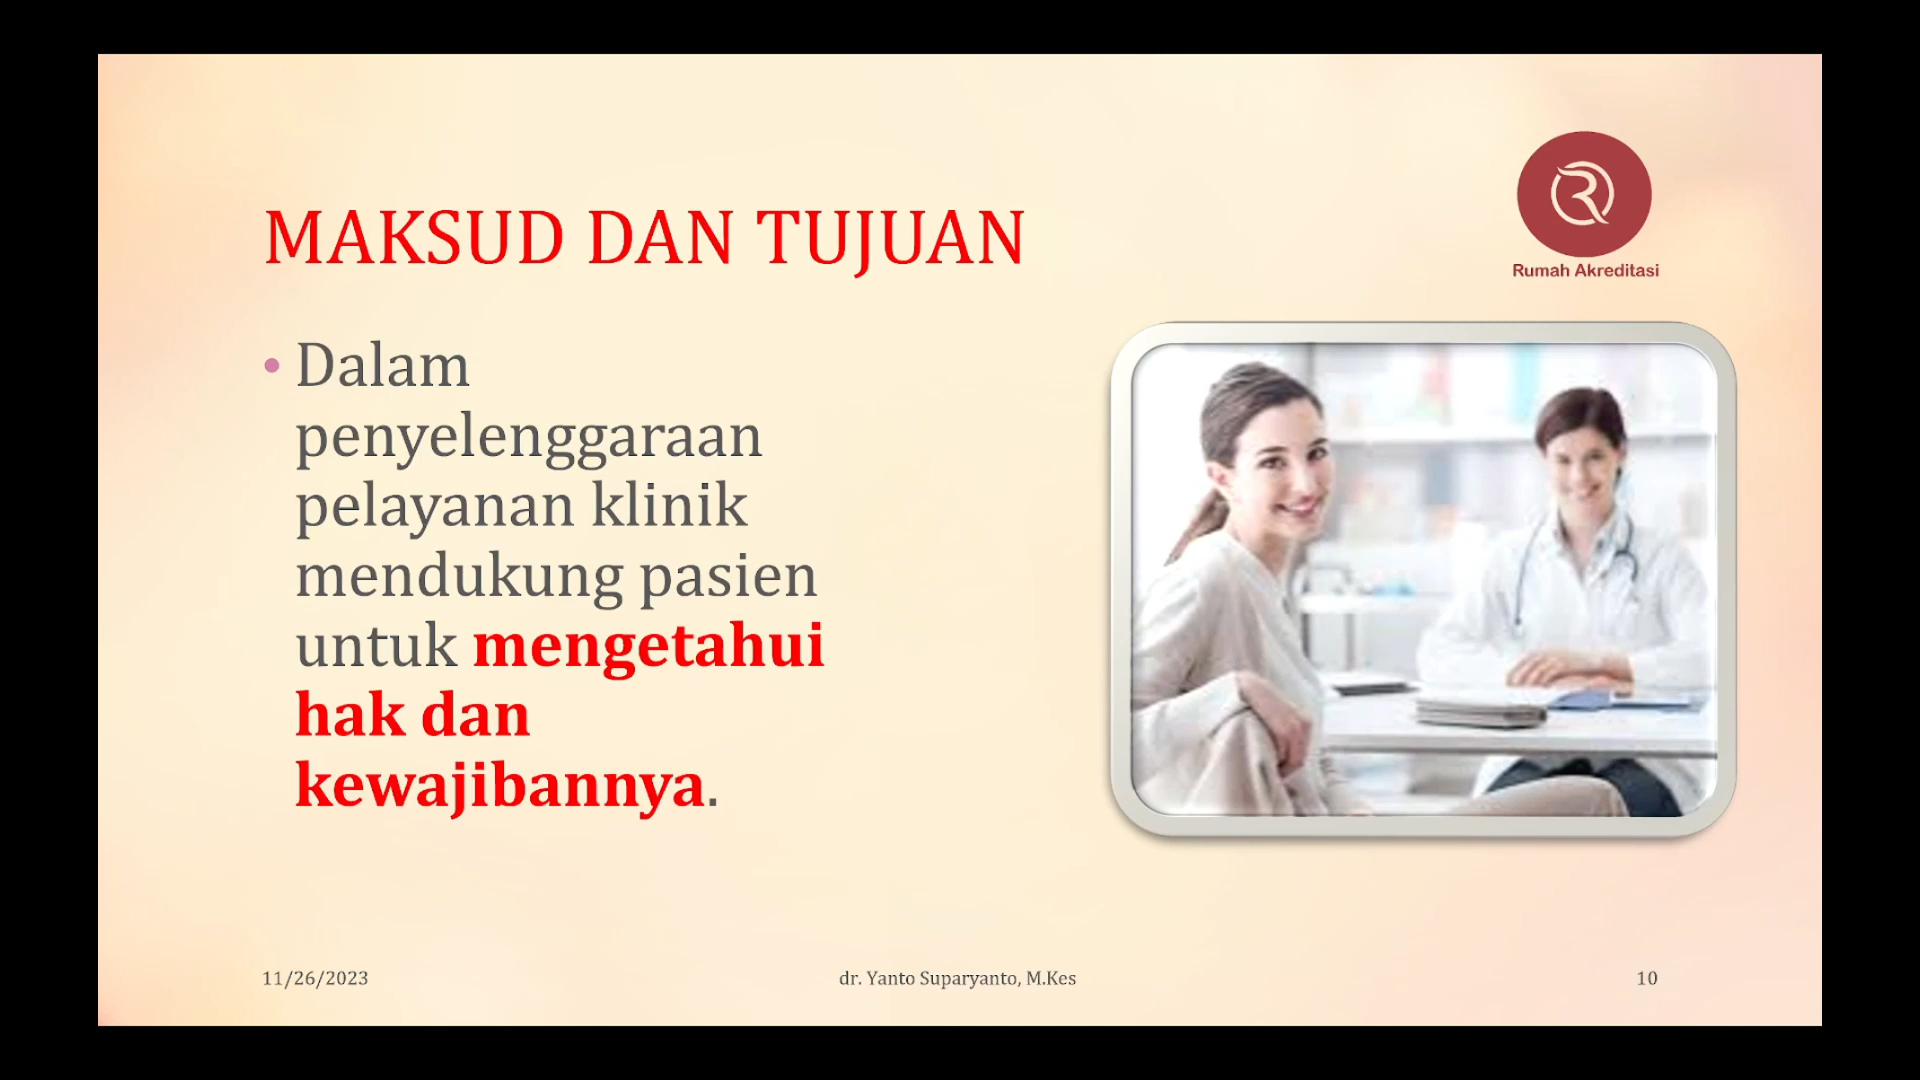 MAKSUD DAN TUJUAN
Rumah Akreditasi
• Dalam
penyelenggaraan
pelayanan klinik
mendukung pasien
untuk mengetahui
hak dan
kewajibannya.
11/26/2023
dr. Yanto Suparyanto, M.Kes
10